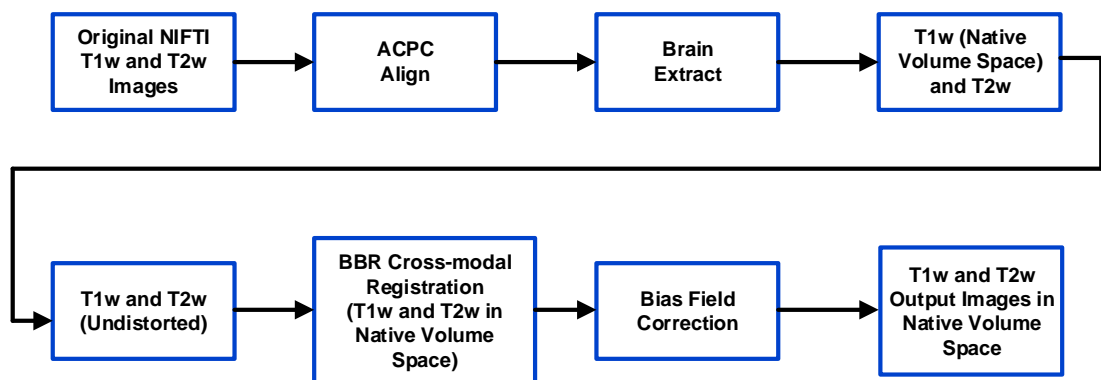 Original NIFTI
T1w and T2w
Images
ACPC
Align
Brain
Extract
T1w (Native
Volume Space)
and T2w
T1w and T2w
(Undistorted)
BBR Cross-modal
Registration
(T1w and T2w in
Native Volume
Space)
Bias Field
Correction
T1w and T2w
Output Images in
Native Volume
Space